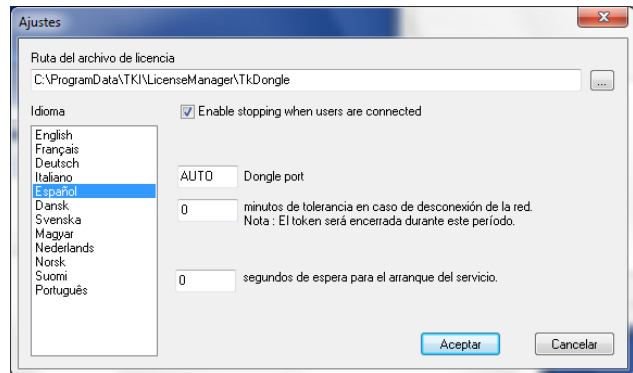 Ajustes
Ruta del archivo de licencia
C:\ProgramData\TKI\LicenseManager\TkDongle
...
Idioma
Enable stopping when users are connected
English
Français
Deutsch
Italiano
Español
Dansk
Svenska
Magyar
Nederlands
Norsk
Suomi
Português
AUTO Dongle port
0 minutos de tolerancia en caso de desconexión de la red.
Nota : El token será encerrada durante este período.
0 segundos de espera para el arranque del servicio.
Aceptar Cancelar